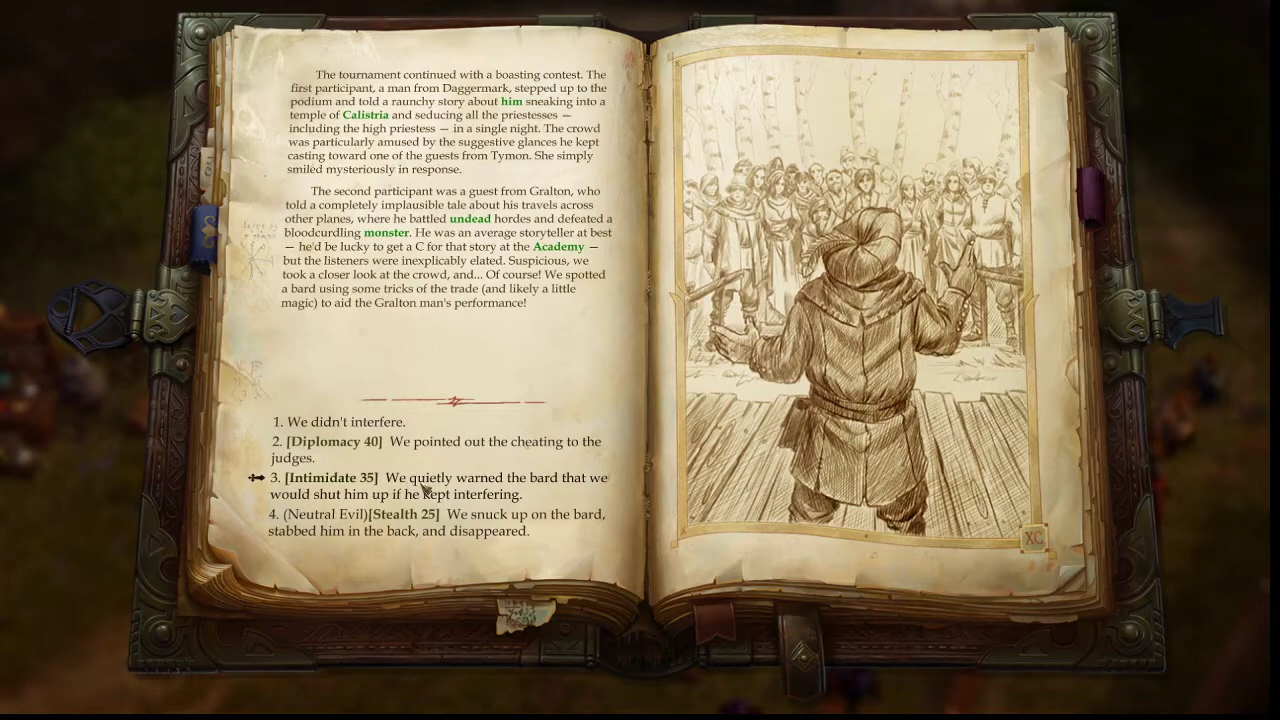 The tournament continued with a boasting contest. The
first participant, a man from Daggermark, stepped up to the
podium and told a raunchy story about him sneaking into a
temple of Calistria and seducing all the priestesses —
including the high priestess — in a single night. The crowd
was particularly amused by the suggestive glances he kept
casting toward one of the guests from Tymon. She simply
smiled mysteriously in response.
The second participant was a guest from Gralton, who
told a completely implausible tale about his travels across
other planes, where he battled undead hordes and defeated a
bloodcurdling monster. He was an average storyteller at best
— he'd be lucky to get a C for that story at the Academy —
but the listeners were inexplicably elated. Suspicious, we
took a closer look at the crowd, and... Of course! We spotted
a bard using some tricks of the trade (and likely a little
magic) to aid the Gralton man's performance!
1. We didn't interfere.
2. [Diplomacy 40] We pointed out the cheating to the
judges.
3. [Intimidate 35] We quietly warned the bard that we
would shut him up if he kept interfering.
4. (Neutral Evil)[Stealth 25] We snuck up on the bard,
stabbed him in the back, and disappeared.
XC